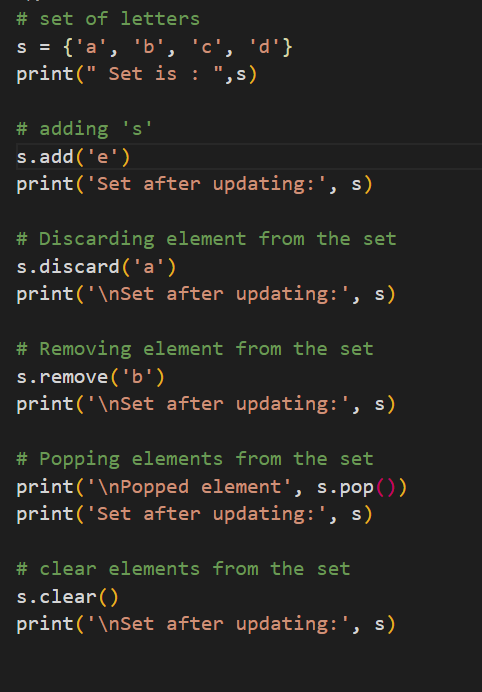 # set of letters
s = {'a', 'b', 'c', 'd'}
print(" Set is : ",s)
# adding 's'
s.add('e')
print('Set after updating:', s)
# Discarding element from the set
s.discard('a')
print('\nSet after updating:', s)
# Removing element from the set
s.remove('b')
print('\nSet after updating:', s)
# Popping elements from the set
print('\nPopped element', s.pop())
print('Set after updating:', s)
# clear elements from the set
s.clear()
print('\nSet after updating:', s)